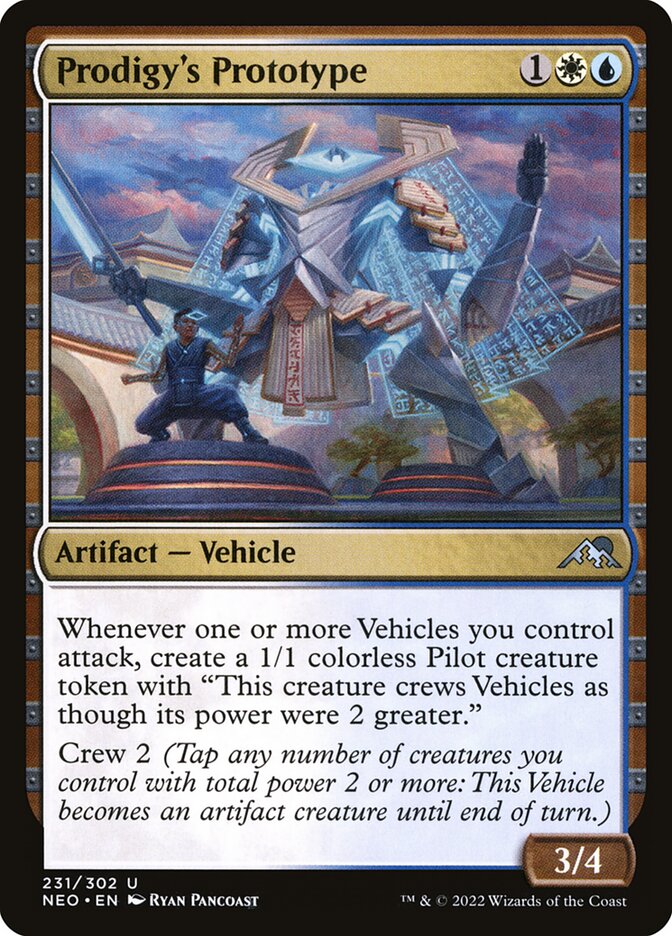 Prodigy's Prototype 1
Artifact — Vehicle
Whenever one or more Vehicles you control
attack, create a 1/1 colorless Pilot creature
token with “This creature crews Vehicles as
though its power were 2 greater.”
Crew 2 (Tap any number of creatures you
control with total power 2 or more: This Vehicle
becomes an artifact creature until end of turn.)
3/4
231/302 U
NEO • EN Ryan Pancoast
™ & © 2022 Wizards of the Coast